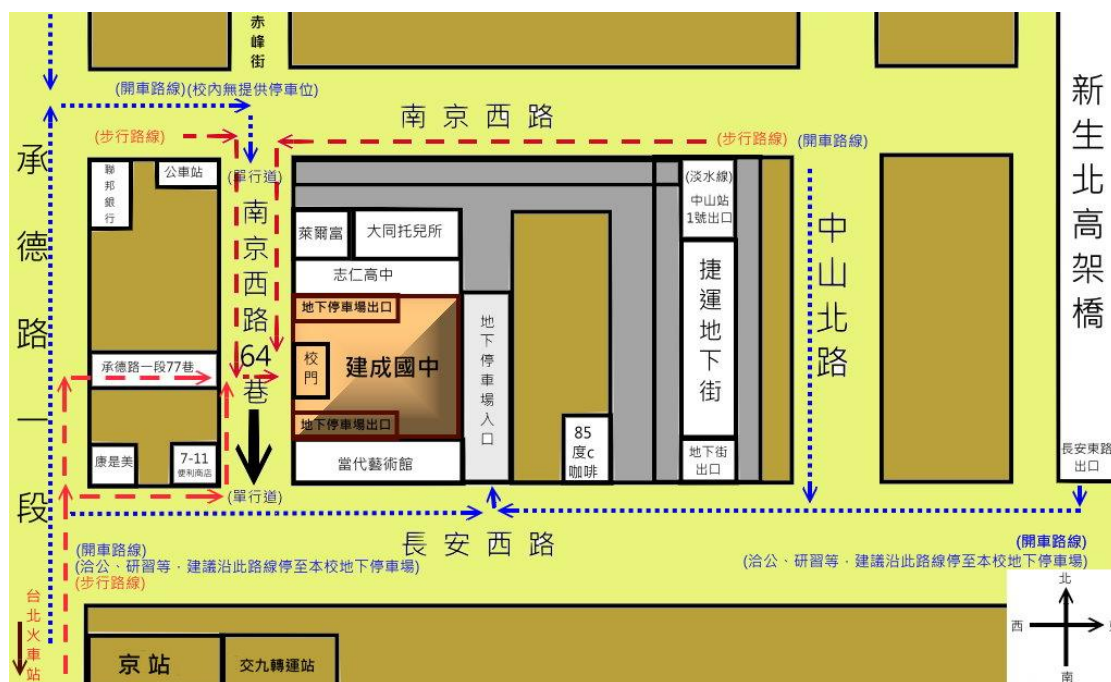 赤峰街
(開車路線)(校內無提供停車位)
南京西路
(步行路線)
(步行路線)
(開車路線)
新生北高架橋
承德路一段
聯邦銀行
公車站
(單行道)
南京西路64巷
(淡水線)
中山站
1號出口
中山北路
萊爾富
大同托兒所
志仁高中
地下停車場出口
捷運地下街
地下停車場入口
校門
建成國中
承德路一段77巷
地下停車場出口
康是美
7-11
便利商店
當代藝術館
85
度c
咖啡
地下街
出口
長安東路
出口
(單行道)
長安西路
(開車路線)
(洽公、研習等，建議沿此路線停至本校地下停車場)
(步行路線)
(開車路線)
(洽公、研習等，建議沿此路線停至本校地下停車場)
台北火車站
京站
交九轉運站
北
西
南